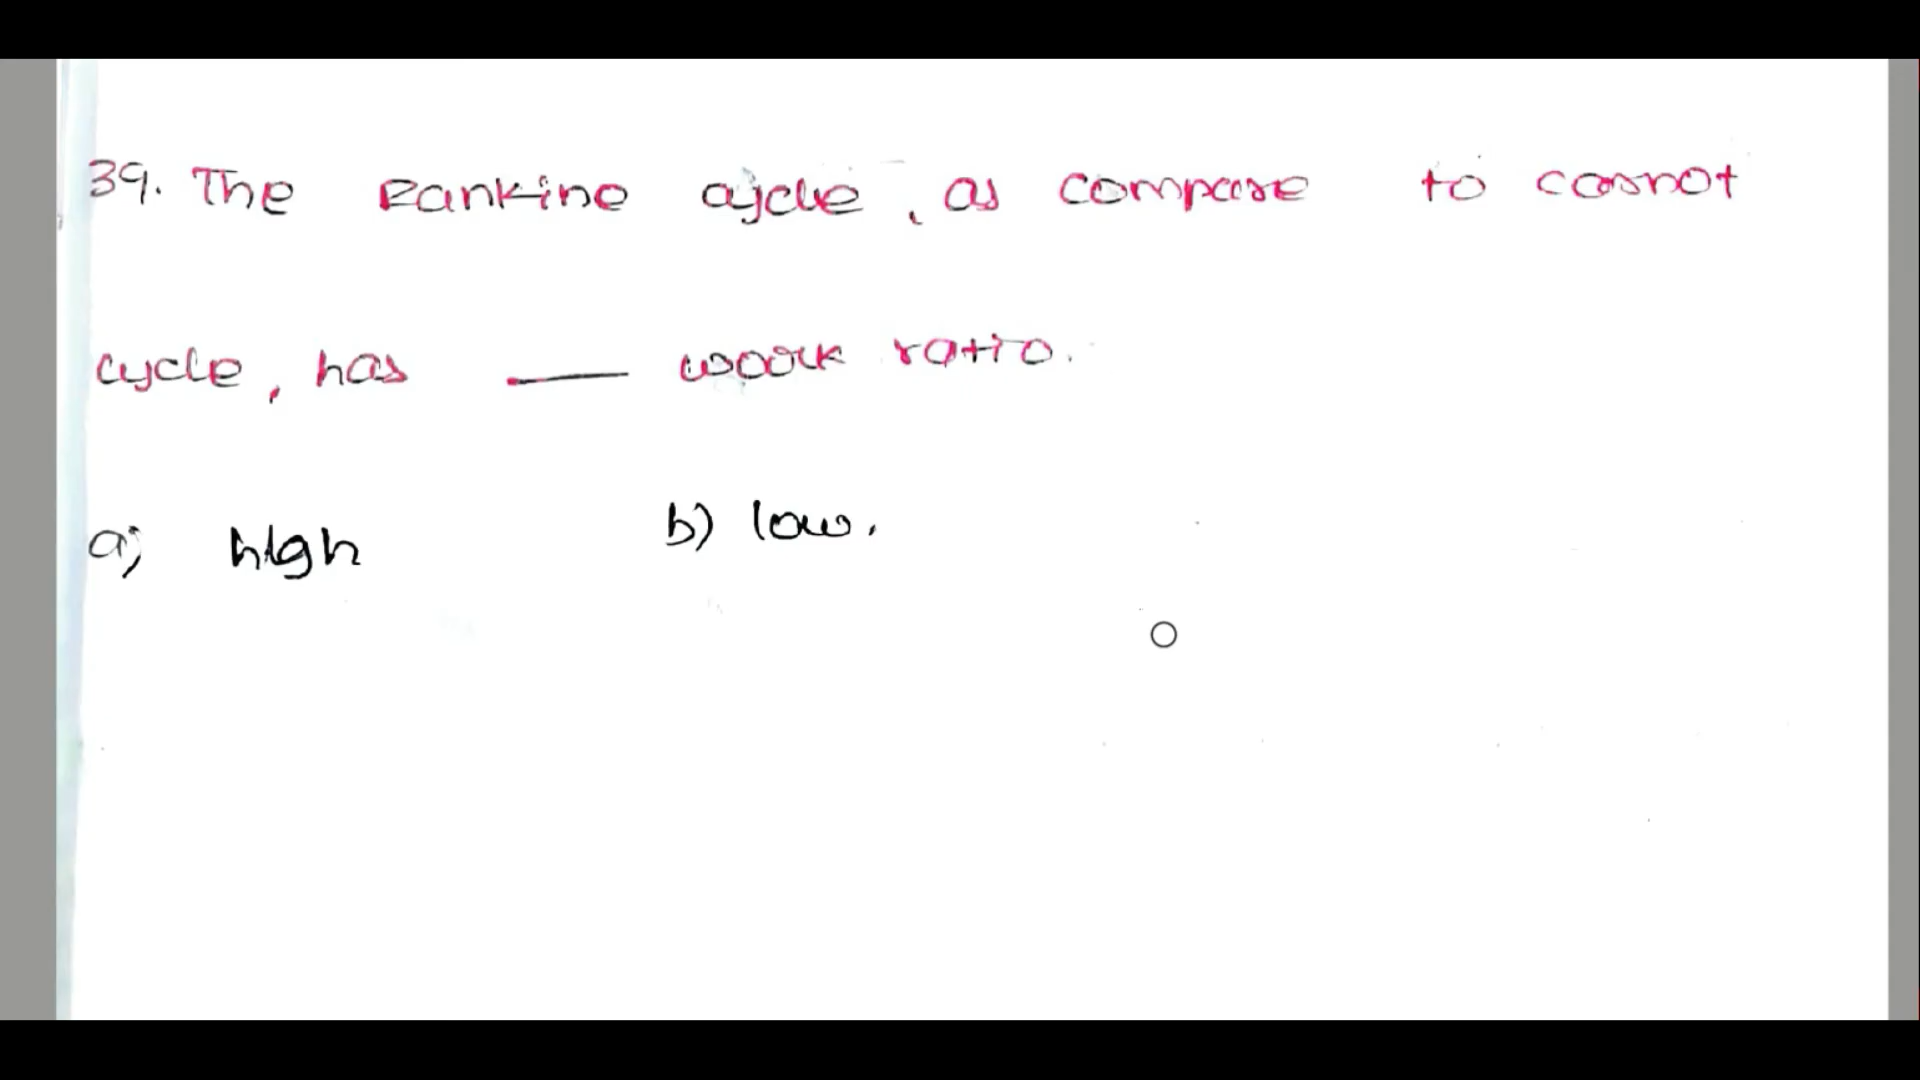 39. The Rankine cycle, as compare to carnot
cycle, has ___ work ratio.
a) high b) low.